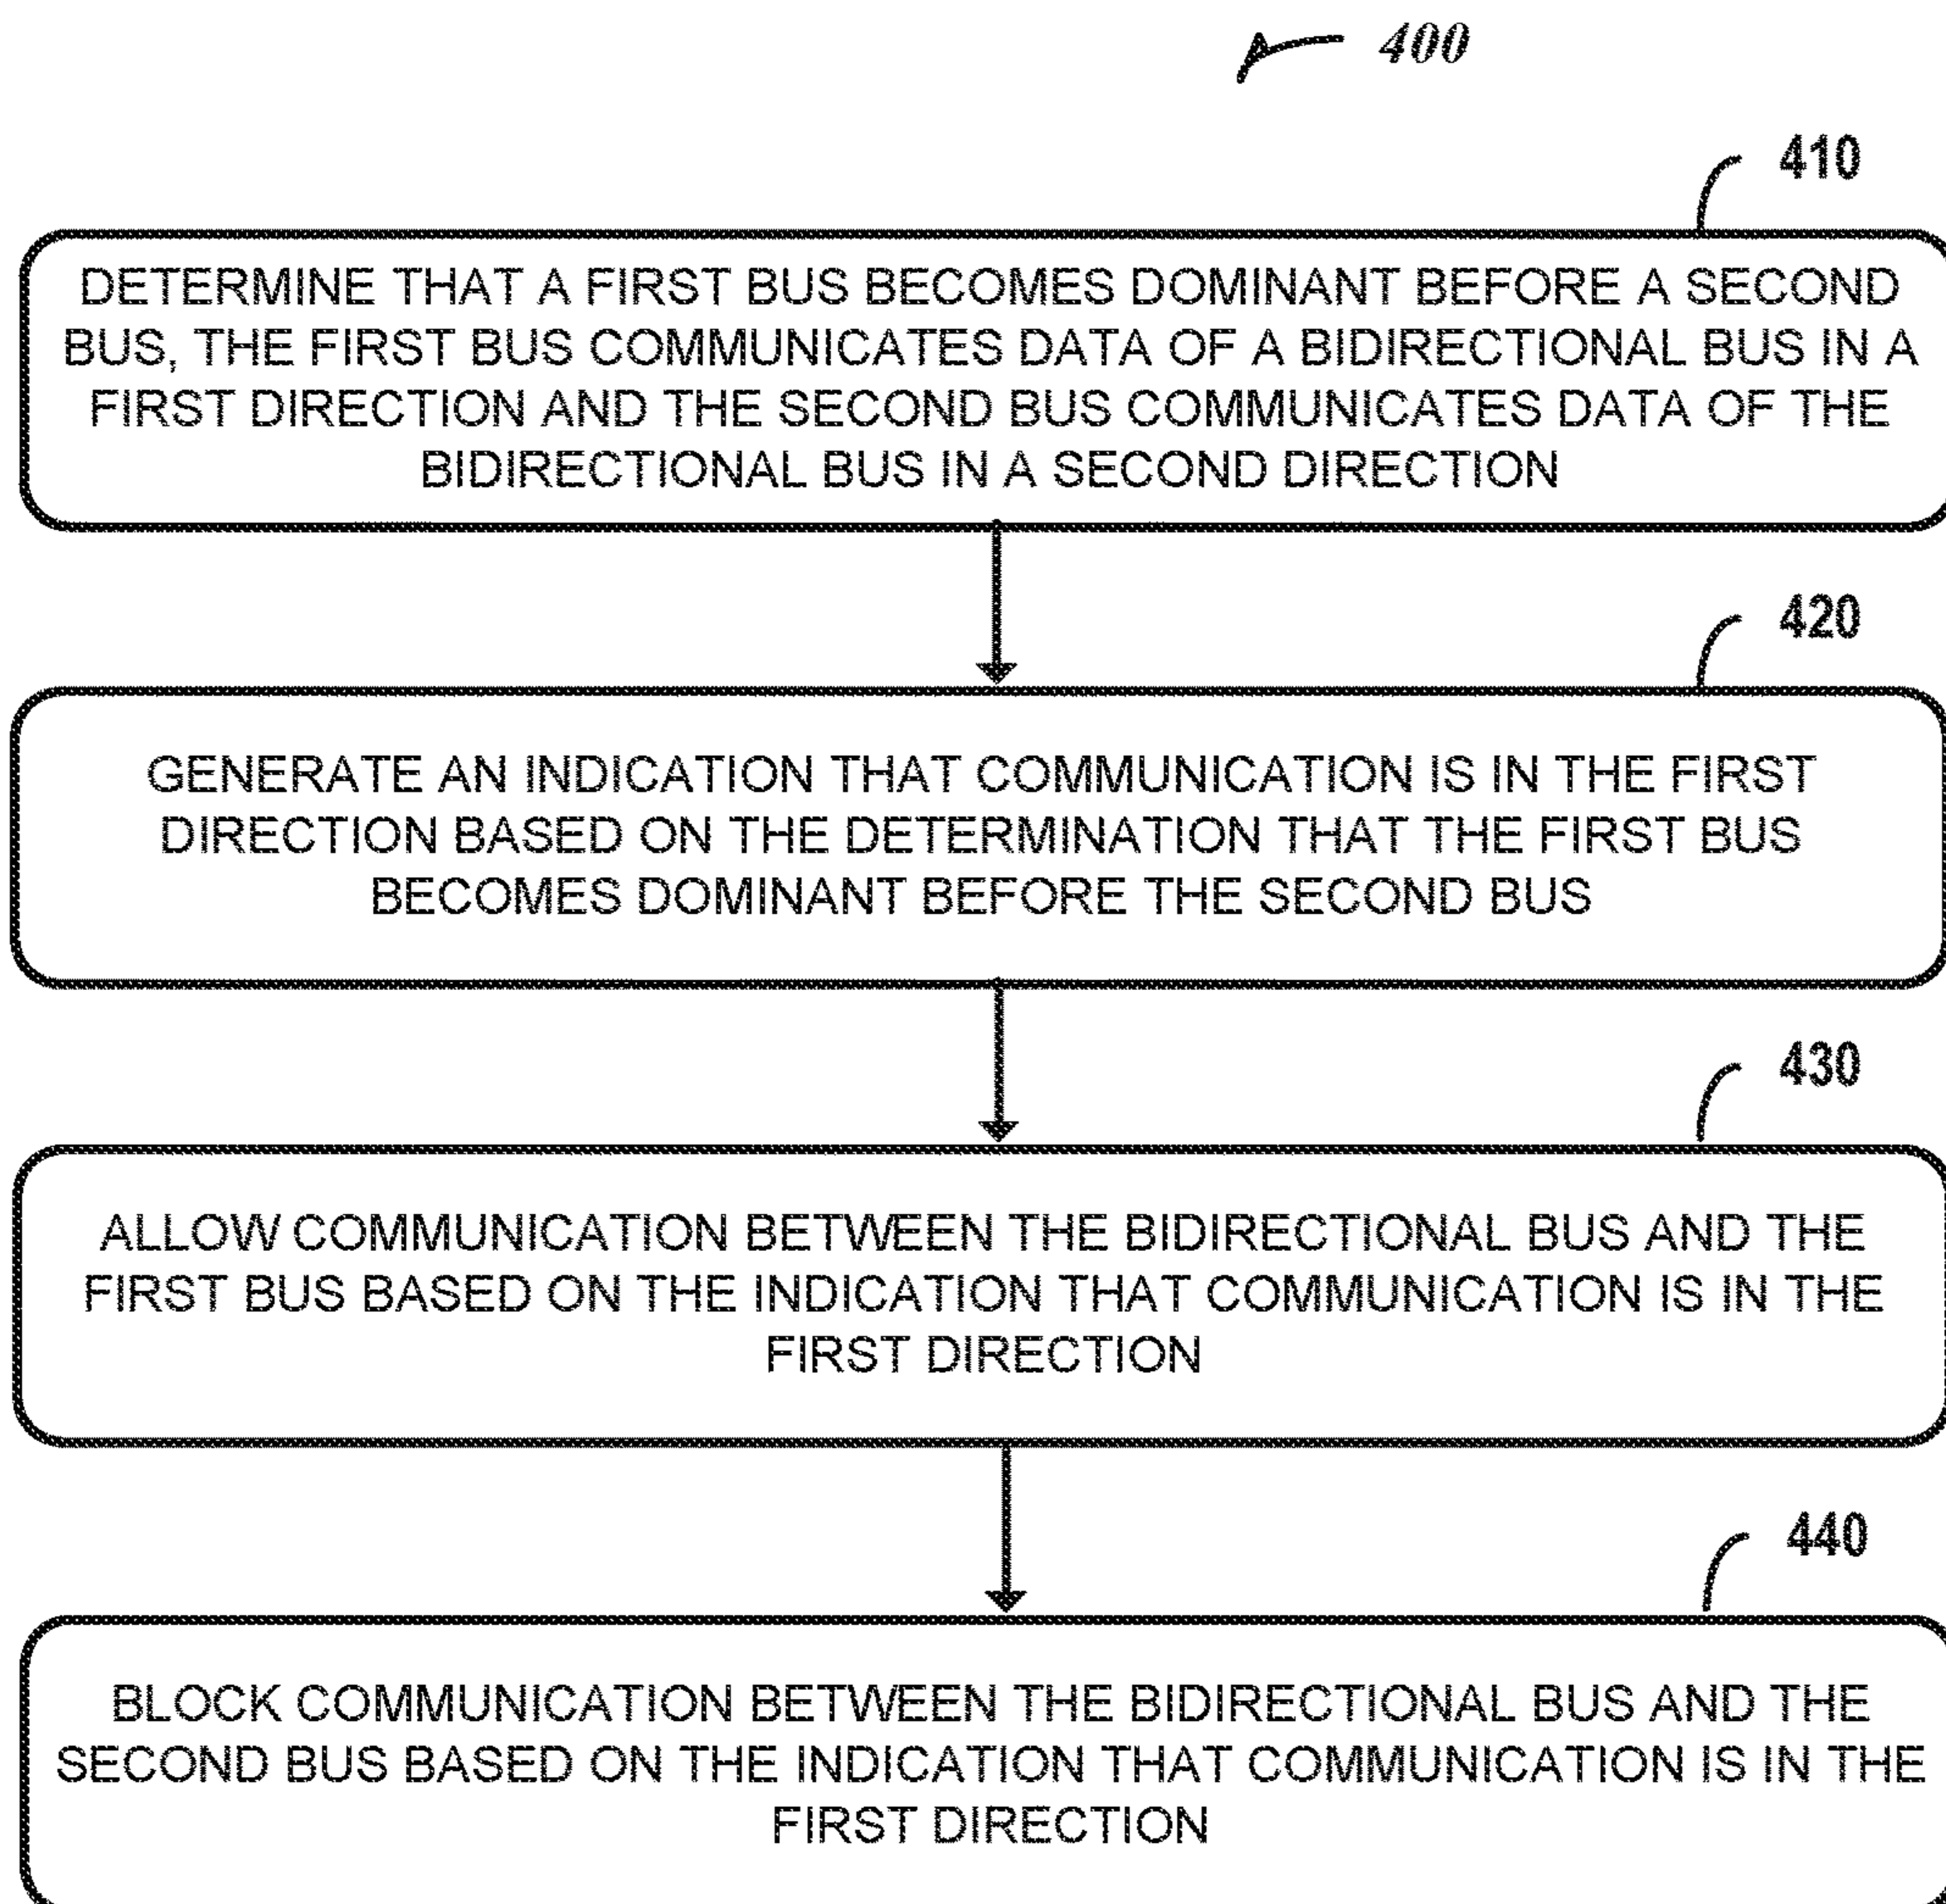 400
410
DETERMINE THAT A FIRST BUS BECOMES DOMINANT BEFORE A SECOND
BUS, THE FIRST BUS COMMUNICATES DATA OF A BIDIRECTIONAL BUS IN A
FIRST DIRECTION AND THE SECOND BUS COMMUNICATES DATA OF THE
BIDIRECTIONAL BUS IN A SECOND DIRECTION
420
GENERATE AN INDICATION THAT COMMUNICATION IS IN THE FIRST
DIRECTION BASED ON THE DETERMINATION THAT THE FIRST BUS
BECOMES DOMINANT BEFORE THE SECOND BUS
430
ALLOW COMMUNICATION BETWEEN THE BIDIRECTIONAL BUS AND THE
FIRST BUS BASED ON THE INDICATION THAT COMMUNICATION IS IN THE
FIRST DIRECTION
440
BLOCK COMMUNICATION BETWEEN THE BIDIRECTIONAL BUS AND THE
SECOND BUS BASED ON THE INDICATION THAT COMMUNICATION IS IN THE
FIRST DIRECTION